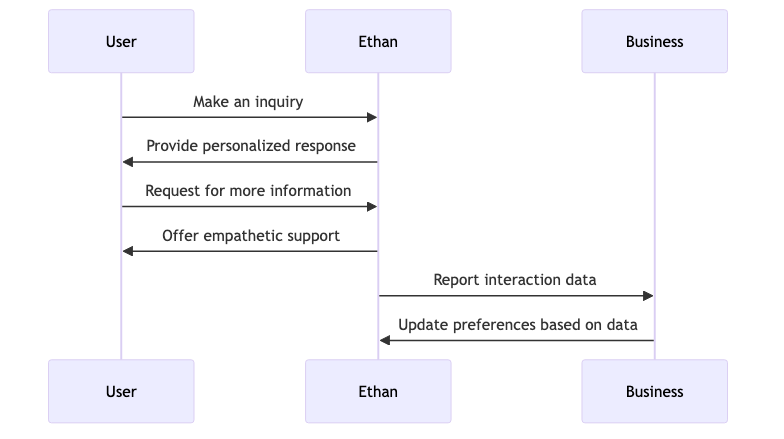 User
Ethan
Business
Make an inquiry
Provide personalized response
Request for more information
Offer empathetic support
Report interaction data
Update preferences based on data
User
Ethan
Business